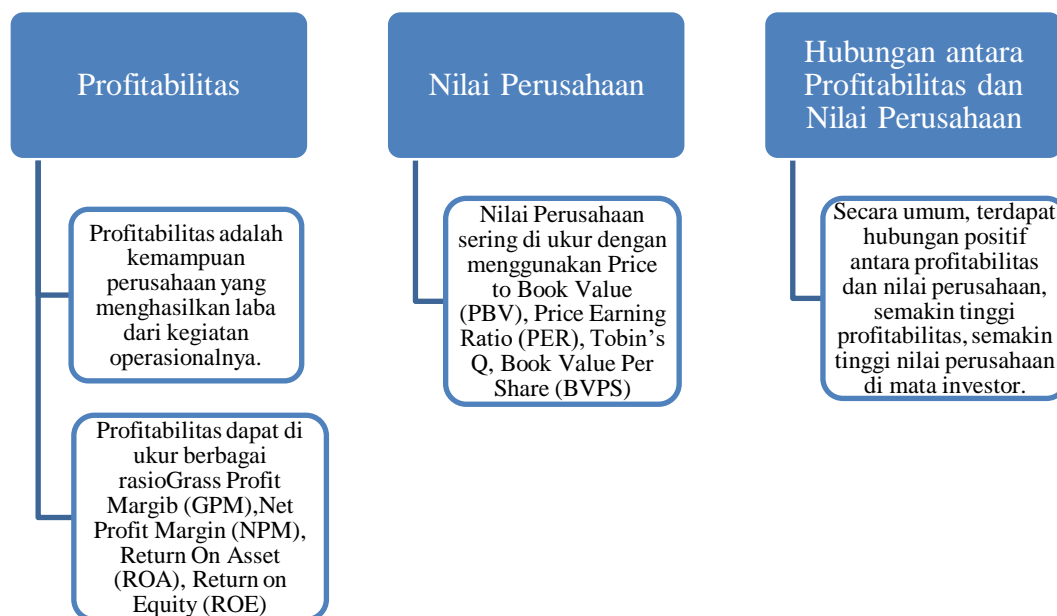 Profitabilitas
Profitabilitas adalah
kemampuan
perusahaan yang
menghasilkan laba
dari kegiatan
operasionalnya.
Profitabilitas dapat di
ukur berbagai
rasioGrass Profit
Margib (GPM),Net
Profit Margin (NPM),
Return On Asset
(ROA), Return on
Equity (ROE)
Nilai Perusahaan
Nilai Perusahaan
sering di ukur dengan
menggunakan Price
to Book Value
(PBV), Price Earning
Ratio (PER), Tobin's
Q, Book Value Per
Share (BVPS)
Hubungan antara
Profitabilitas dan
Nilai Perusahaan
Secara umum, terdapat
hubungan positif
antara profitabilitas
dan nilai perusahaan,
semakin tinggi
profitabilitas, semakin
tinggi nilai perusahaan
di mata investor.